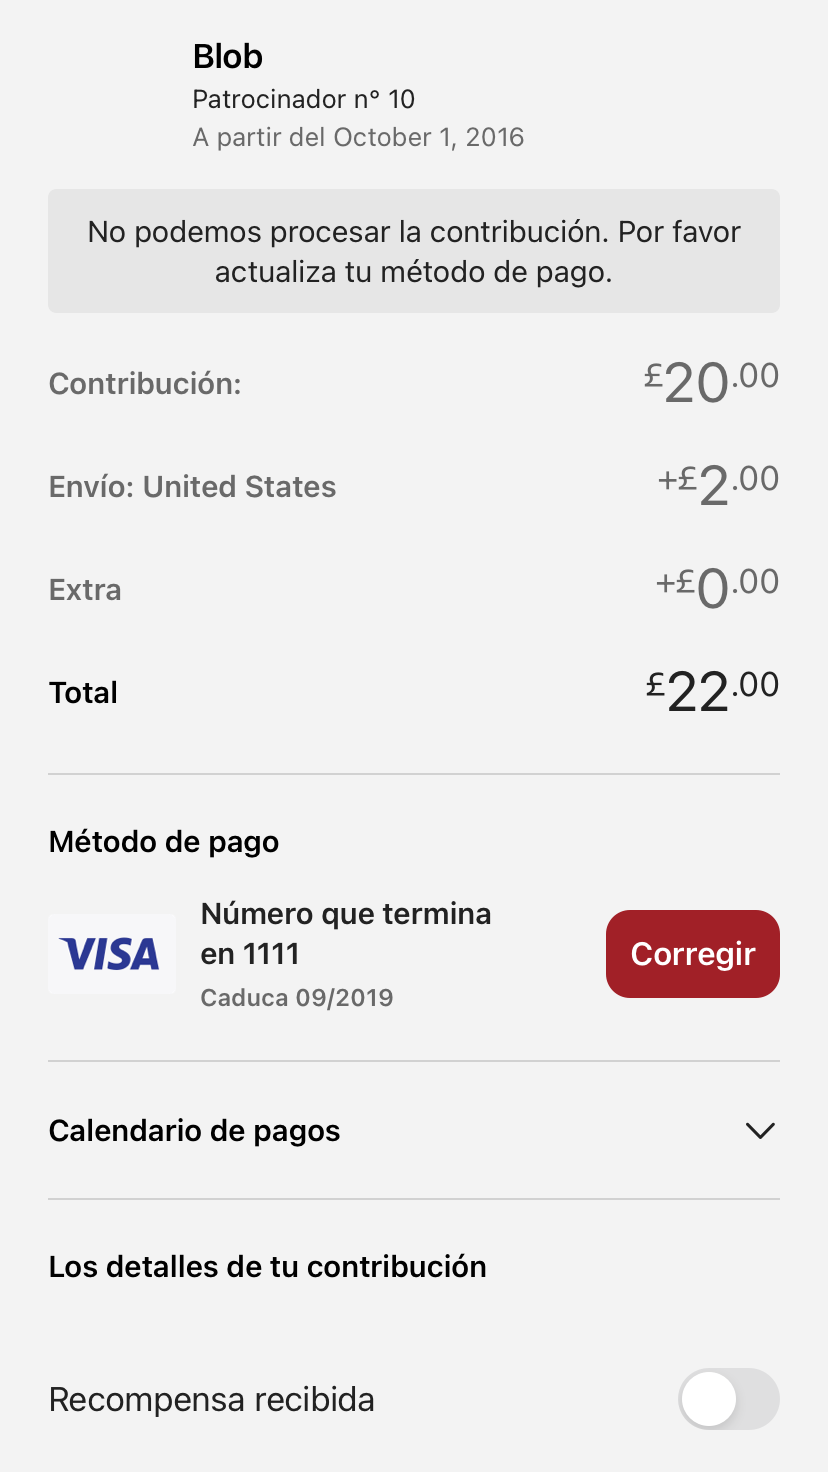 Blob
Patrocinador nº 10
A partir del October 1, 2016
No podemos procesar la contribución. Por favor
actualiza tu método de pago.
Contribución: £20.00
Envío: United States +£2.00
Extra +£0.00
Total £22.00
Método de pago
VISA
Número que termina
en 1111
Caduca 09/2019
Corregir
Calendario de pagos
Los detalles de tu contribución
Recompensa recibida